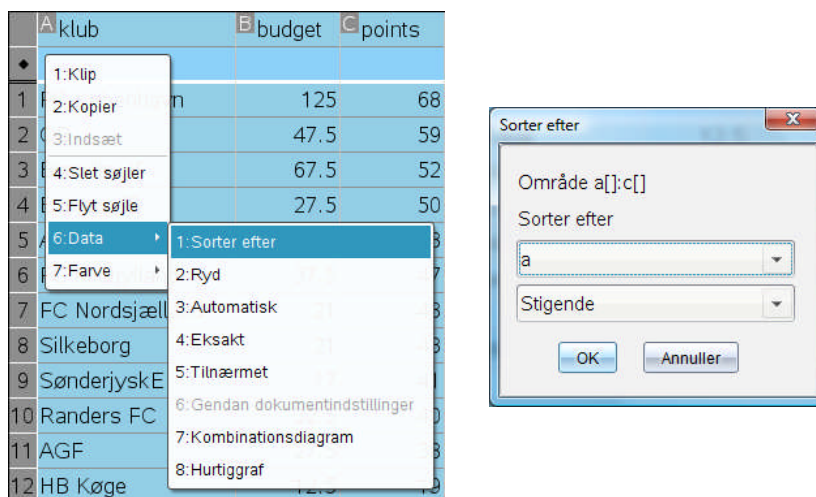 A klub B budget C points
1:Klip
1 125 68
2:Kopier
2 47.5 59
3:Indsæt
3 67.5 52
4:Slet søjler
4 27.5 50
5:Flyt søjle
5
6:Data
1:Sorter efter
6
7:Farve
2:Ryd
7 FC Nordsjæll
3:Automatisk
8 Silkeborg
4:Eksakt
9 SønderjyskE
5:Tilnærmet
10 Randers FC
6:Gendan dokumentindstillinger
11 AGF
7:Kombinationsdiagram
12 HB Køge
8:Hurtiggraf
Sorter efter
Område a[]:c[]
Sorter efter
a
Stigende
OK Annuller